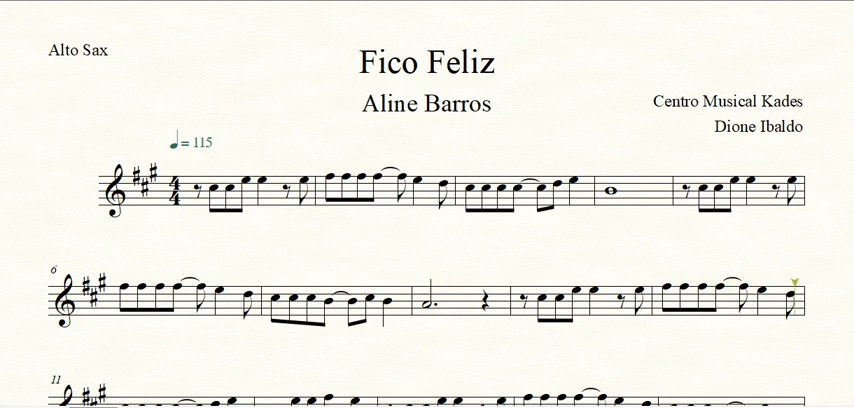 Alto Sax
Fico Feliz
Aline Barros
Centro Musical Kades
Dione Ibaldo
= 115
4
4
6
11